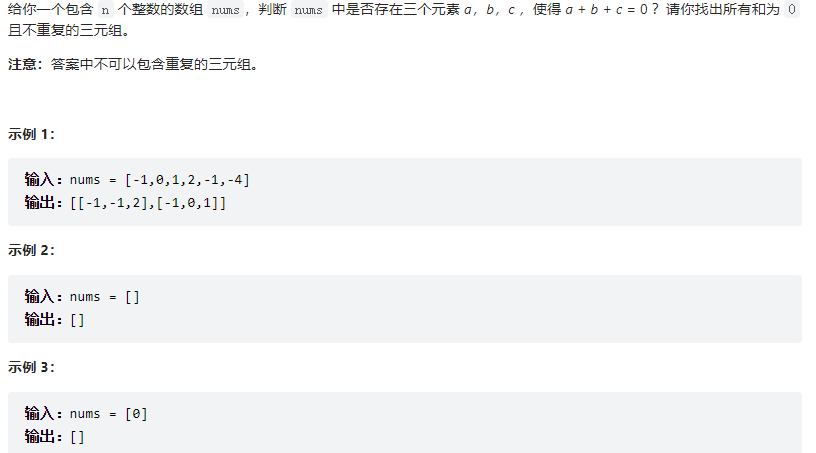 给你一个包含 n 个整数的数组 nums，判断 nums 中是否存在三个元素 a，b，c ，使得 a + b + c = 0 ？请你找出所有和为 0
且不重复的三元组。
注意：答案中不可以包含重复的三元组。
示例 1：
输入：nums = [-1,0,1,2,-1,-4]
输出：[[-1,-1,2],[-1,0,1]]
示例 2：
输入：nums = []
输出：[]
示例 3：
输入：nums = [0]
输出：[]